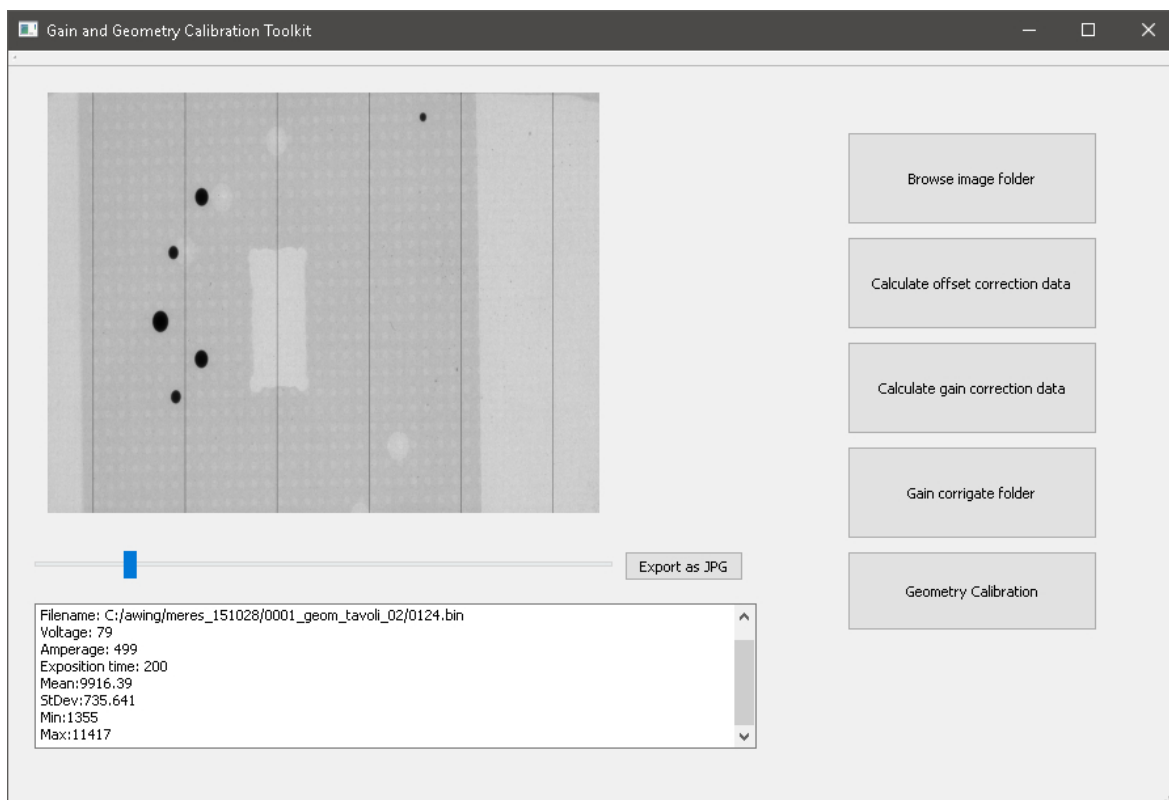 Gain and Geometry Calibration Toolkit
Browse image folder
Calculate offset correction data
Calculate gain correction data
Gain corrigate folder
Geometry Calibration
Export as JPG
Filename: C:/awing/meres_151028/0001_geom_tavoli_02/0124.bin
Voltage: 79
Amperage: 499
Exposition time: 200
Mean:9916.39
StDev:735.641
Min:1355
Max:11417